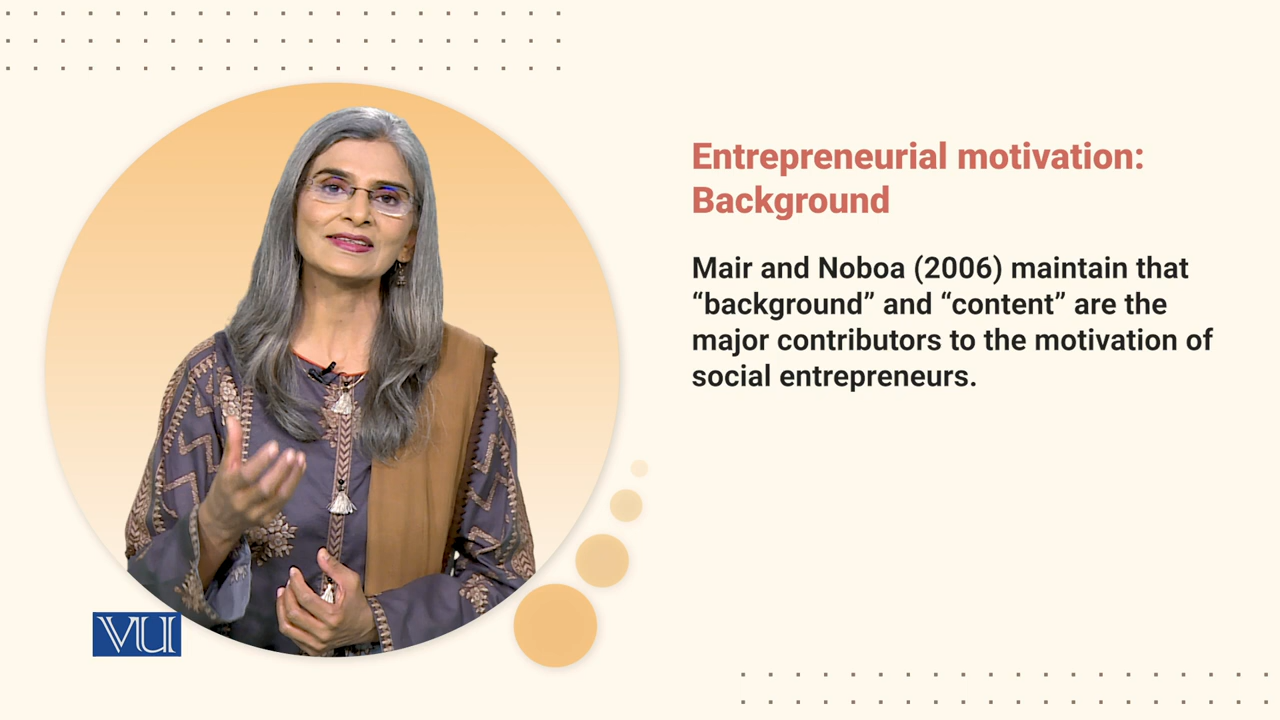 Entrepreneurial motivation:
Background
Mair and Noboa (2006) maintain that
“background” and “content” are the
major contributors to the motivation of
social entrepreneurs.
VU